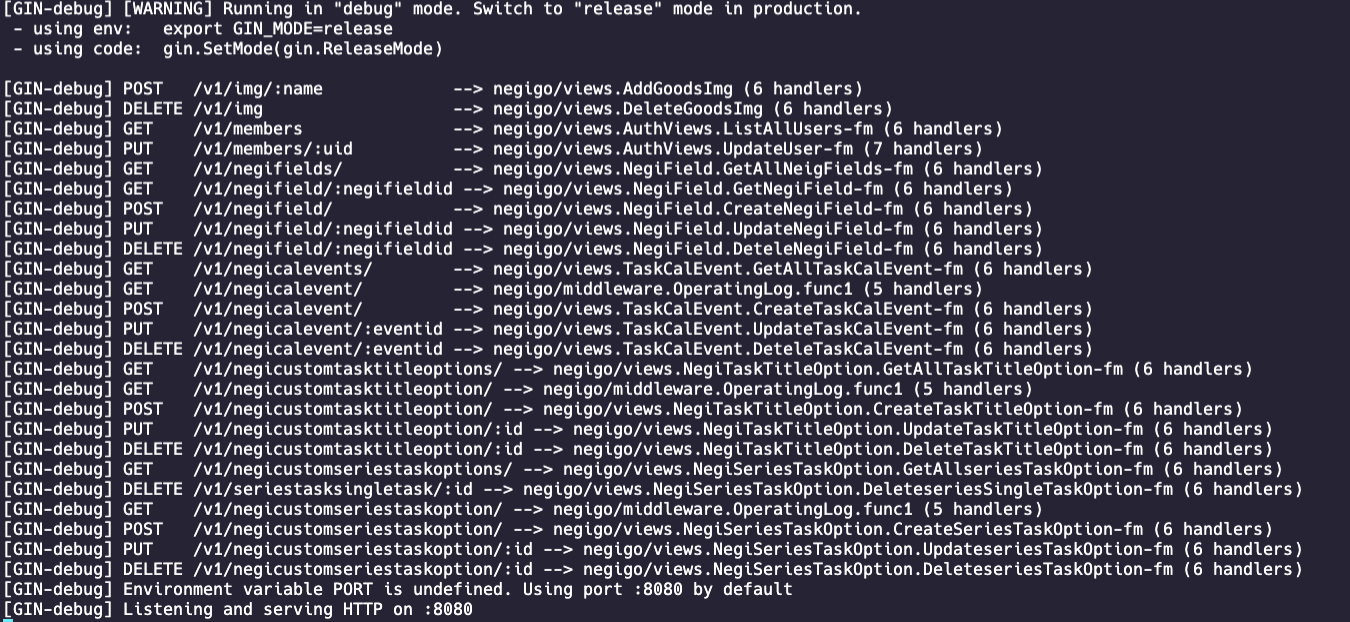 [GIN-debug] [WARNING] Running in "debug" mode. Switch to "release" mode in production.
 - using env:   export GIN_MODE=release
 - using code:  gin.SetMode(gin.ReleaseMode)

[GIN-debug] POST   /v1/img/:name             --> negigo/views.AddGoodsImg (6 handlers)
[GIN-debug] DELETE /v1/img                   --> negigo/views.DeleteGoodsImg (6 handlers)
[GIN-debug] GET    /v1/members               --> negigo/views.AuthViews.ListAllUsers-fm (6 handlers)
[GIN-debug] PUT    /v1/members/:uid          --> negigo/views.AuthViews.UpdateUser-fm (7 handlers)
[GIN-debug] GET    /v1/negifields/           --> negigo/views.NegiField.GetAllNeigFields-fm (6 handlers)
[GIN-debug] GET    /v1/negifield/:negifieldid --> negigo/views.NegiField.GetNegiField-fm (6 handlers)
[GIN-debug] POST   /v1/negifield/            --> negigo/views.NegiField.CreateNegiField-fm (6 handlers)
[GIN-debug] PUT    /v1/negifield/:negifieldid --> negigo/views.NegiField.UpdateNegiField-fm (6 handlers)
[GIN-debug] DELETE /v1/negifield/:negifieldid --> negigo/views.NegiField.DeteleNegiField-fm (6 handlers)
[GIN-debug] GET    /v1/negicalevents/        --> negigo/views.TaskCalEvent.GetAllTaskCalEvent-fm (6 handlers)
[GIN-debug] GET    /v1/negicalevent/         --> negigo/middleware.OperatingLog.func1 (5 handlers)
[GIN-debug] POST   /v1/negicalevent/         --> negigo/views.TaskCalEvent.CreateTaskCalEvent-fm (6 handlers)
[GIN-debug] PUT    /v1/negicalevent/:eventid --> negigo/views.TaskCalEvent.UpdateTaskCalEvent-fm (6 handlers)
[GIN-debug] DELETE /v1/negicalevent/:eventid --> negigo/views.TaskCalEvent.DeteleTaskCalEvent-fm (6 handlers)
[GIN-debug] GET    /v1/negicustomtasktitleoptions/ --> negigo/views.NegiTaskTitleOption.GetAllTaskTitleOption-fm (6 handlers)
[GIN-debug] GET    /v1/negicustomtasktitleoption/ --> negigo/middleware.OperatingLog.func1 (5 handlers)
[GIN-debug] POST   /v1/negicustomtasktitleoption/ --> negigo/views.NegiTaskTitleOption.CreateTaskTitleOption-fm (6 handlers)
[GIN-debug] PUT    /v1/negicustomtasktitleoption/:id --> negigo/views.NegiTaskTitleOption.UpdateTaskTitleOption-fm (6 handlers)
[GIN-debug] DELETE /v1/negicustomtasktitleoption/:id --> negigo/views.NegiTaskTitleOption.DeleteTaskTitleOption-fm (6 handlers)
[GIN-debug] GET    /v1/negicustomseriestaskoptions/ --> negigo/views.NegiSeriesTaskOption.GetAllseriesTaskOption-fm (6 handlers)
[GIN-debug] DELETE /v1/seriestasksingletask/:id --> negigo/views.NegiSeriesTaskOption.DeleteseriesSingleTaskOption-fm (6 handlers)
[GIN-debug] GET    /v1/negicustomseriestaskoption/ --> negigo/middleware.OperatingLog.func1 (5 handlers)
[GIN-debug] POST   /v1/negicustomseriestaskoption/ --> negigo/views.NegiSeriesTaskOption.CreateSeriesTaskOption-fm (6 handlers)
[GIN-debug] PUT    /v1/negicustomseriestaskoption/:id --> negigo/views.NegiSeriesTaskOption.UpdateseriesTaskOption-fm (6 handlers)
[GIN-debug] DELETE /v1/negicustomseriestaskoption/:id --> negigo/views.NegiSeriesTaskOption.DeleteseriesTaskOption-fm (6 handlers)
[GIN-debug] Environment variable PORT is undefined. Using port :8080 by default
[GIN-debug] Listening and serving HTTP on :8080